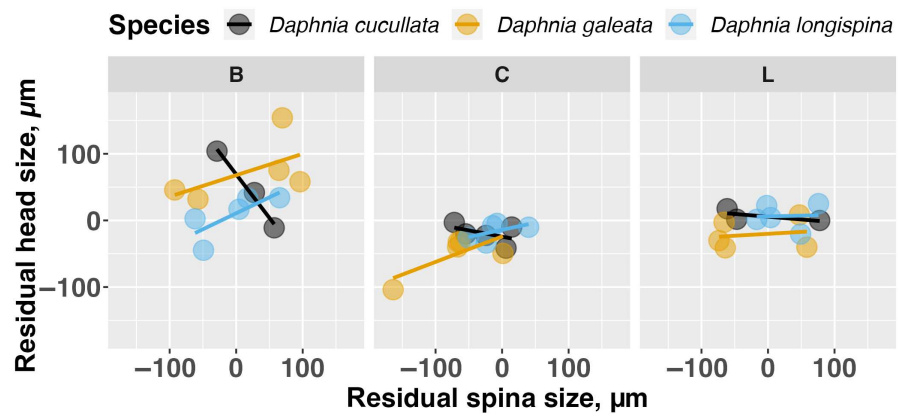 Species Daphnia cucullata Daphnia galeata Daphnia longispina
B C L
Residual head size, µm
100
0
−100
−100 0 100 −100 0 100 −100 0 100
Residual spina size, µm